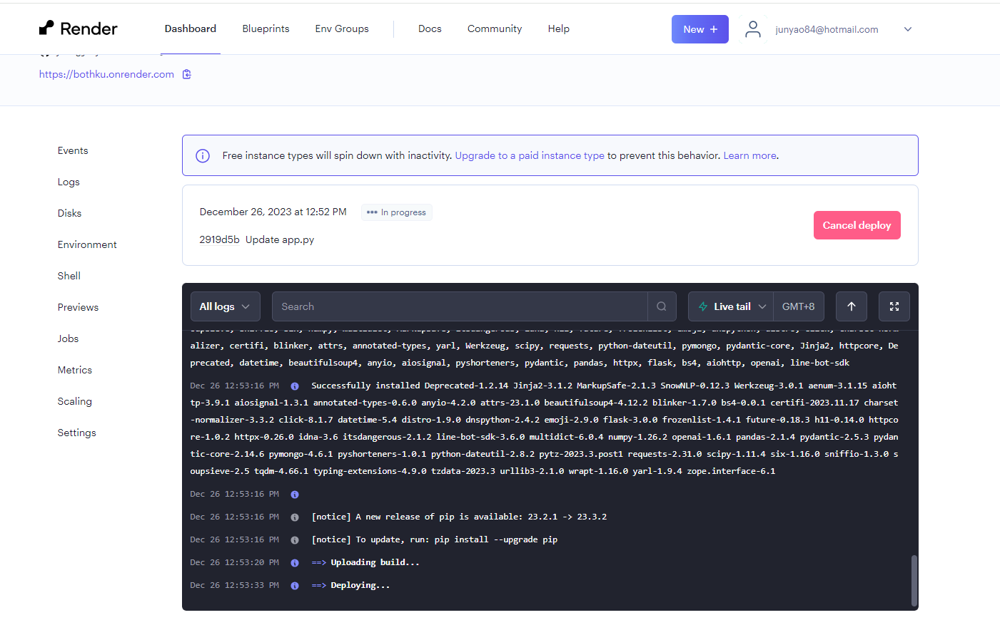 Render
Dashboard
Blueprints
Env Groups
Docs
Community
Help
New +
junyao84@hotmail.com
https://bothku.onrender.com
Events
Logs
Disks
Environment
Shell
Previews
Jobs
Metrics
Scaling
Settings
Free instance types will spin down with inactivity. Upgrade to a paid instance type to prevent this behavior. Learn more.
December 26, 2023 at 12:52 PM
••• In progress
2919d5b Update app.py
Cancel deploy
All logs
Search
Live tail
GMT+8
alizer, certifi, blinker, attrs, annotated-types, yarl, Werkzeug, scipy, requests, python-dateutil, pymongo, pydantic-core, Jinja2, httpcore, De
precated, datetime, beautifulsoup4, anyio, aiosignal, pyshorteners, pydantic, pandas, httpx, flask, bs4, aiohttp, openai, line-bot-sdk
Dec 26 12:53:16 PM Successfully installed Deprecated-1.2.14 Jinja2-3.1.2 MarkupSafe-2.1.3 SnowNLP-0.12.3 Werkzeug-3.0.1 aenum-3.1.15 aioht
tp-3.9.1 aiosignal-1.3.1 annotated-types-0.6.0 anyio-4.2.0 attrs-23.1.0 beautifulsoup4-4.12.2 blinker-1.7.0 bs4-0.0.1 certifi-2023.11.17 charset
-normalizer-3.3.2 click-8.1.7 datetime-5.4 distro-1.9.0 dnspython-2.4.2 emoji-2.9.0 flask-3.0.0 frozenlist-1.4.1 future-0.18.3 h11-0.14.0 httpco
re-1.0.2 httpx-0.26.0 idna-3.6 itsdangerous-2.1.2 line-bot-sdk-3.6.0 multidict-6.0.4 numpy-1.26.2 openai-1.6.1 pandas-2.1.4 pydantic-2.5.3 pydan
tic-core-2.14.6 pymongo-4.6.1 pyshorteners-1.0.1 python-dateutil-2.8.2 pytz-2023.3.post1 requests-2.31.0 scipy-1.11.4 six-1.16.0 sniffio-1.3.0 s
oupsieve-2.5 tqdm-4.66.1 typing-extensions-4.9.0 tzdata-2023.3 urllib3-2.1.0 wrapt-1.16.0 yarl-1.9.4 zope.interface-6.1
Dec 26 12:53:16 PM
Dec 26 12:53:16 PM [notice] A new release of pip is available: 23.2.1 -> 23.3.2
Dec 26 12:53:16 PM [notice] To update, run: pip install --upgrade pip
Dec 26 12:53:20 PM ==> Uploading build...
Dec 26 12:53:33 PM ==> Deploying...